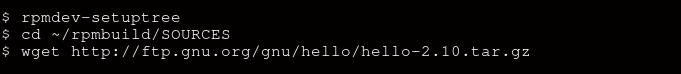 $ rpmdev-setuptree
$ cd ~/rpmbuild/SOURCES
$ wget http://ftp.gnu.org/gnu/hello/hello-2.10.tar.gz